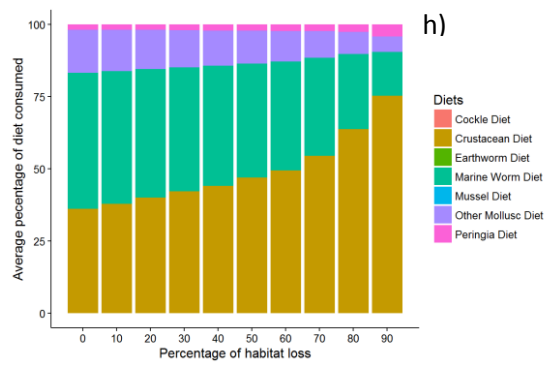 h)
100
75
50
25
0
Average pecentage of diet consumed
0 10 20 30 40 50 60 70 80 90
Percentage of habitat loss
Diets
Cockle Diet
Crustacean Diet
Earthworm Diet
Marine Worm Diet
Mussel Diet
Other Mollusc Diet
Peringia Diet